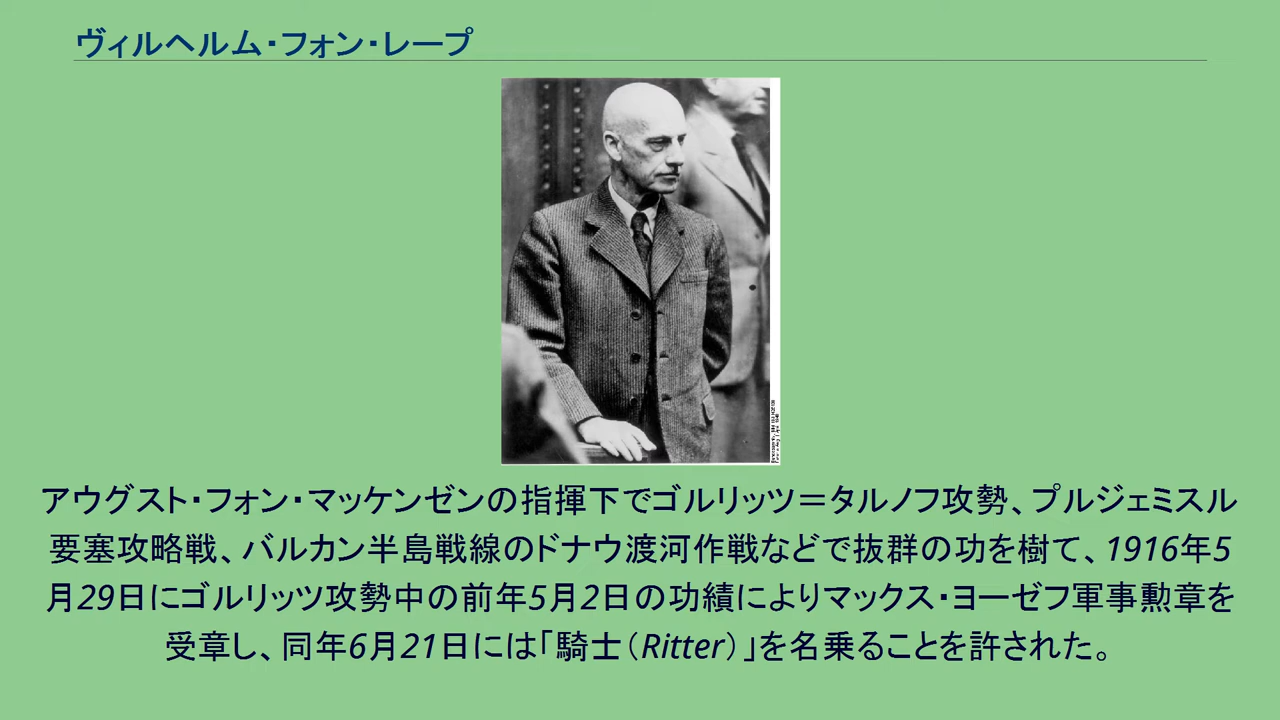 ヴィルヘルム・フォン・レープ
アウグスト・フォン・マッケンゼンの指揮下でゴルリッツ＝タルノフ攻勢、プルジェミスル
要塞攻略戦、バルカン半島戦線のドナウ渡河作戦などで抜群の功を樹て、1916年5
月29日にゴルリッツ攻勢中の前年5月2日の功績によりマックス・ヨーゼフ軍事勲章を
受章し、同年6月21日には「騎士（Ritter）」を名乗ることを許された。